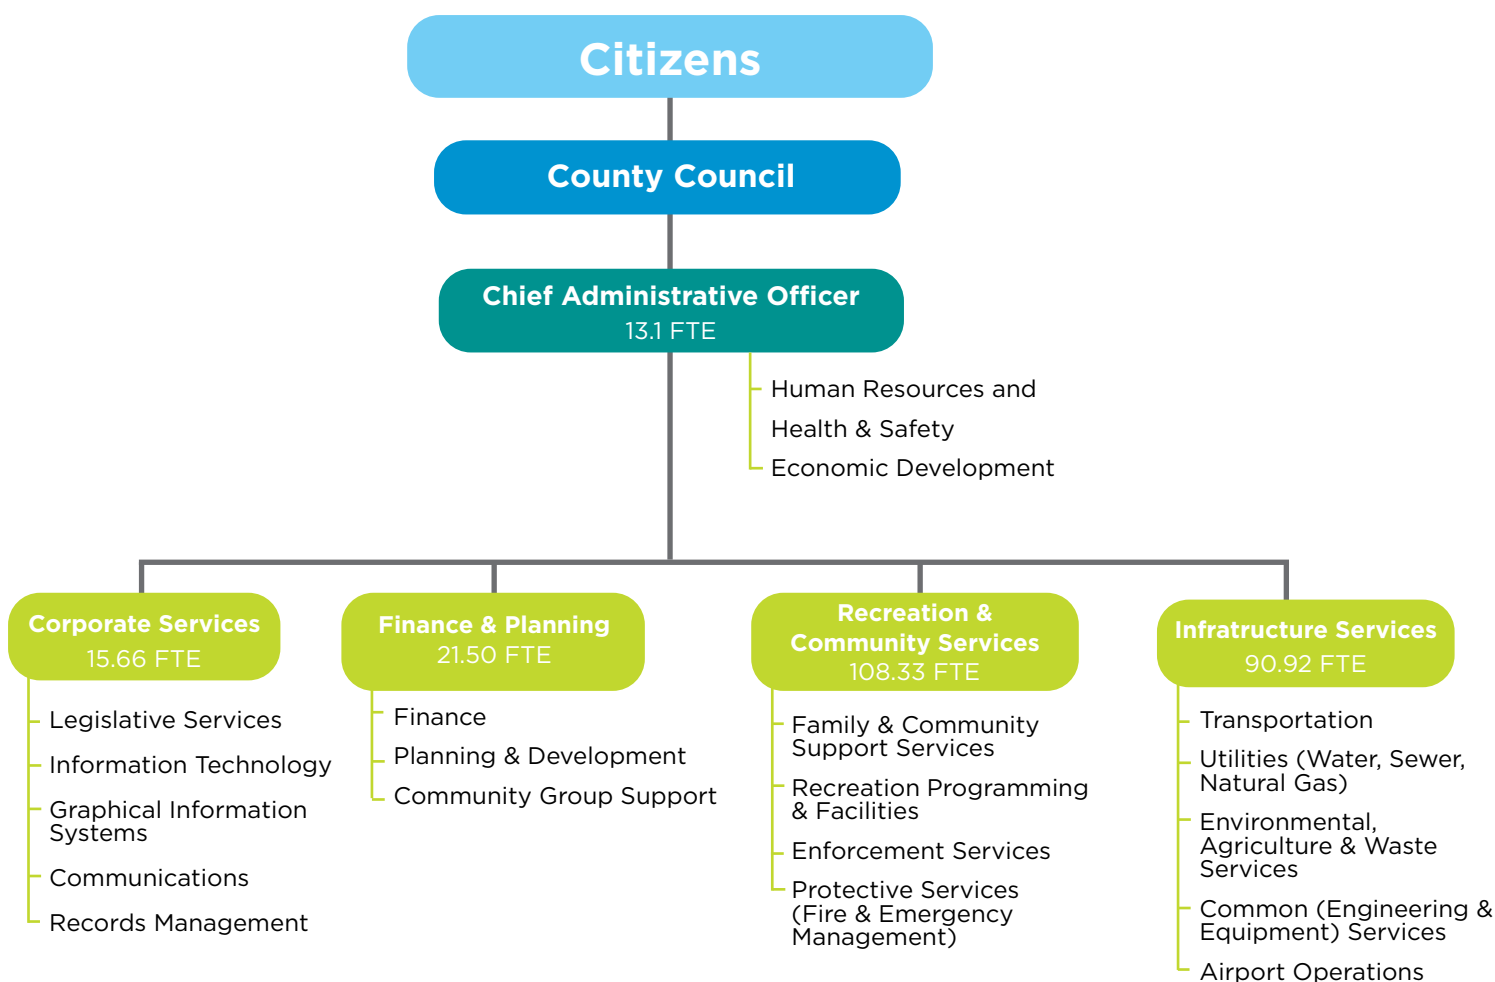 Citizens
County Council
Chief Administrative Officer
13.1 FTE
Human Resources and
Health & Safety
Economic Development
Corporate Services
15.66 FTE
Legislative Services
Information Technology
Graphical Information
Systems
Communications
Records Management
Finance & Planning
21.50 FTE
Finance
Planning & Development
Community Group Support
Recreation &
Community Services
108.33 FTE
Family & Community
Support Services
Recreation Programming
& Facilities
Enforcement Services
Protective Services
(Fire & Emergency
Management)
Infratructure Services
90.92 FTE
Transportation
Utilities (Water, Sewer,
Natural Gas)
Environmental,
Agriculture & Waste
Services
Common (Engineering &
Equipment) Services
Airport Operations